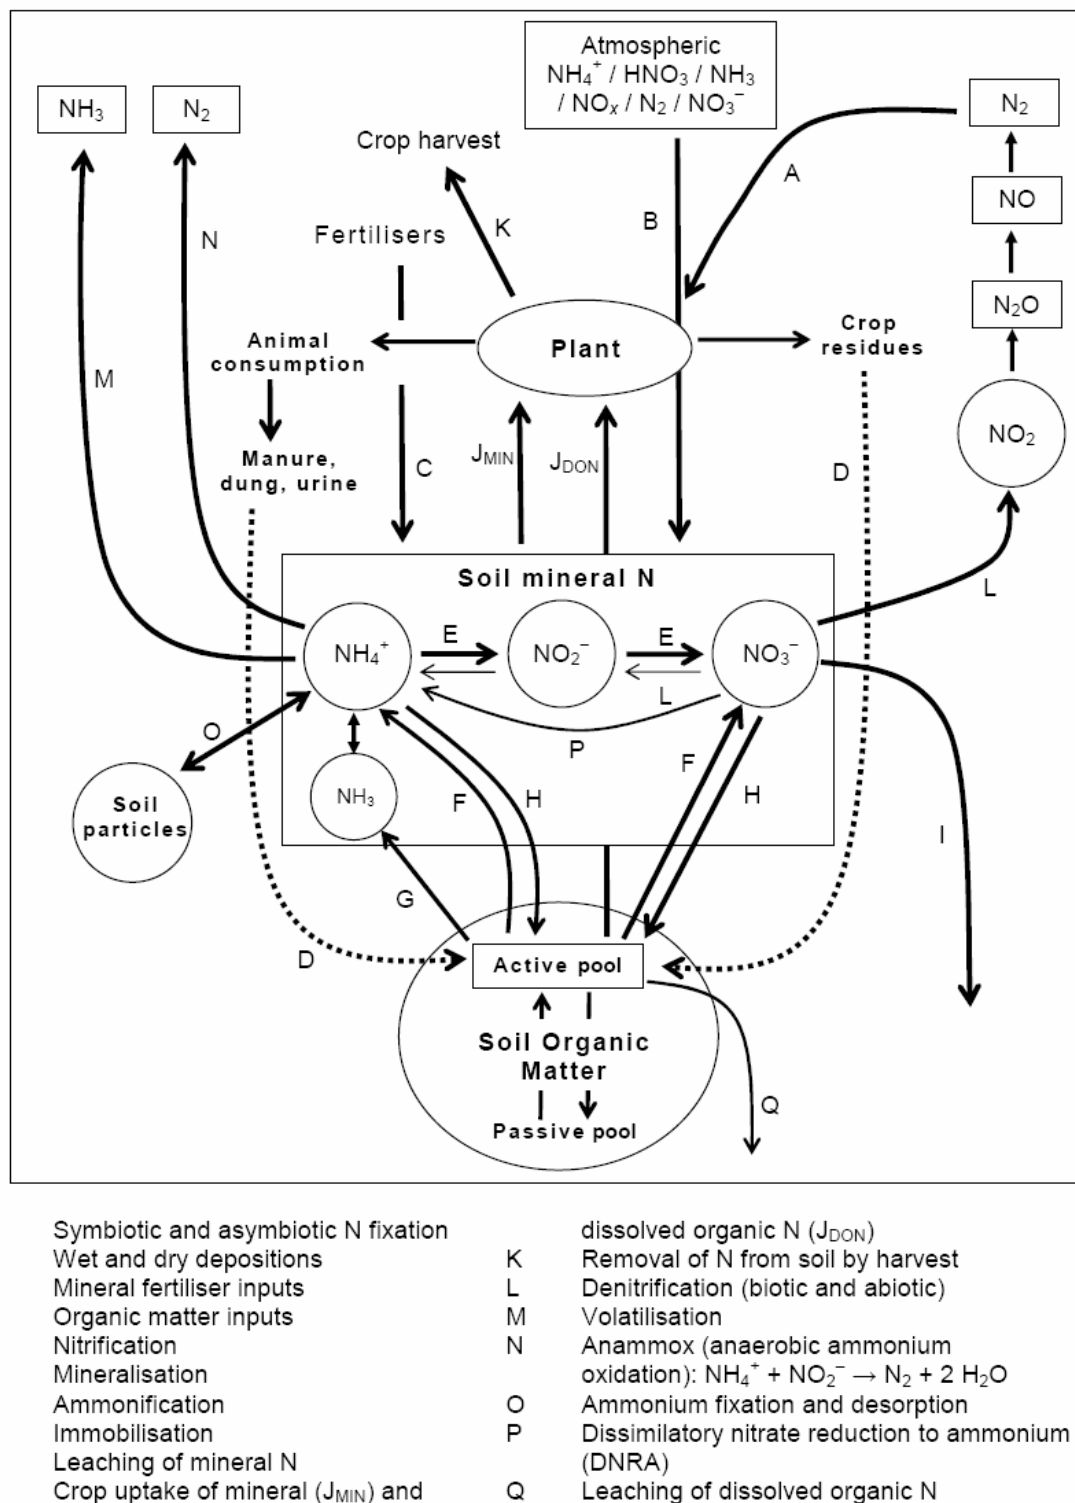 Atmospheric
NH₄⁺ / HNO₃ / NH₃
/ NOx / N₂ / NO₃⁻
NH₃
N₂
N₂
Crop harvest
A
NO
K
B
N
Fertilisers
N₂O
Plant
Crop
residues
Animal
consumption
M
NO₂
Manure,
dung, urine
C
J_MIN
J_DON
D
Soil mineral N
L
NH₄⁺
E
NO₂⁻
E
NO₃⁻
L
O
P
F
NH₃
F
H
H
Soil
particles
I
G
D
Active pool
Soil Organic
Matter
Q
Passive pool
Symbiotic and asymbiotic N fixation
Wet and dry depositions
Mineral fertiliser inputs
Organic matter inputs
Nitrification
Mineralisation
Ammonification
Immobilisation
Leaching of mineral N
Crop uptake of mineral (J_MIN) and
dissolved organic N (J_DON)
K Removal of N from soil by harvest
L Denitrification (biotic and abiotic)
M Volatilisation
N Anammox (anaerobic ammonium
oxidation): NH₄⁺ + NO₂⁻ → N₂ + 2 H₂O
O Ammonium fixation and desorption
P Dissimilatory nitrate reduction to ammonium
(DNRA)
Q Leaching of dissolved organic N